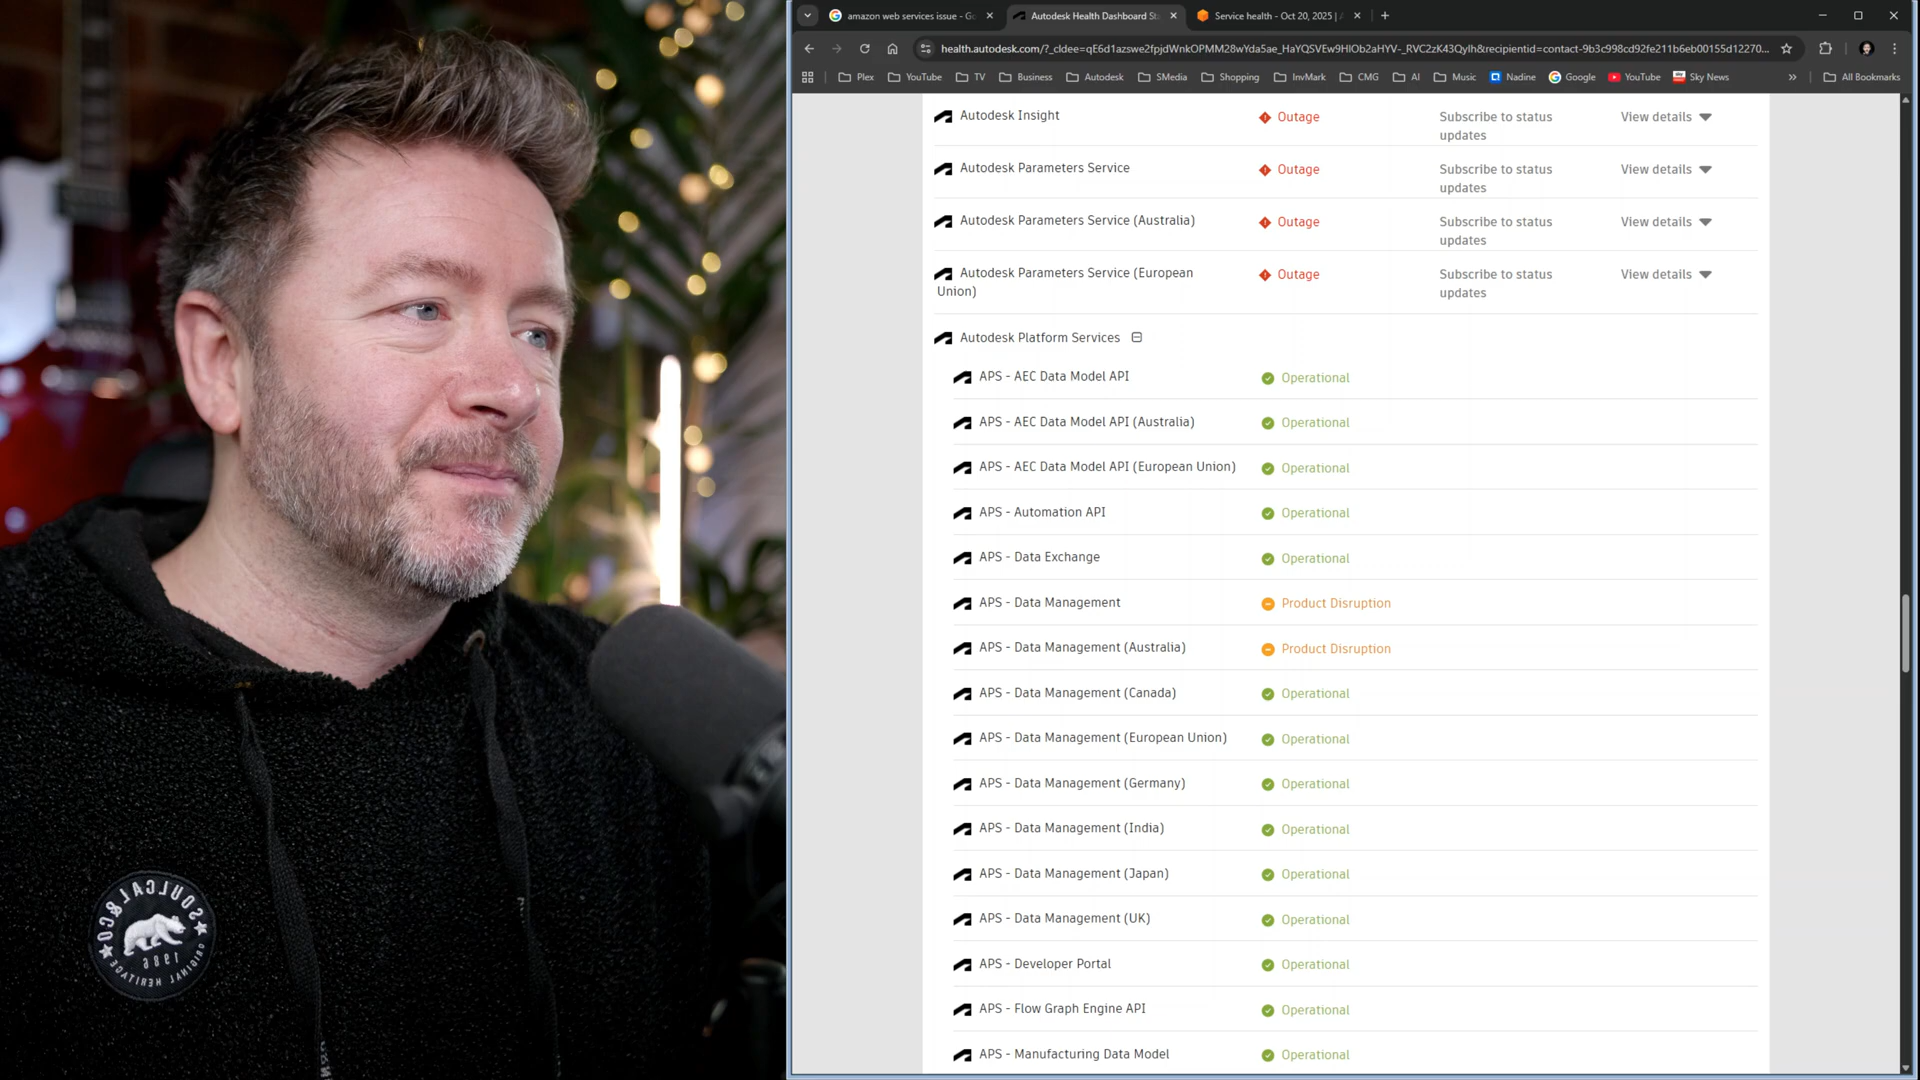 amazon web services issue - Go
Autodesk Health Dashboard St
Service health - Oct 20, 2025 |
health.autodesk.com/?_cldee=qE6d1azswe2fpjdWnkOPMM28wYda5ae_HaYQSVEw9HlOb2aHYV-_RVC2zK43Qylh&recipientid=contact-9b3c998cd92fe211b6eb00155d12270...
Plex YouTube TV Business Autodesk SMedia Shopping InvMark CMG AI Music Nadine Google YouTube Sky News » All Bookmarks
Autodesk Insight Outage Subscribe to status View details
updates
Autodesk Parameters Service Outage Subscribe to status View details
updates
Autodesk Parameters Service (Australia) Outage Subscribe to status View details
updates
Autodesk Parameters Service (European Outage Subscribe to status View details
Union) updates
Autodesk Platform Services
APS - AEC Data Model API Operational
APS - AEC Data Model API (Australia) Operational
APS - AEC Data Model API (European Union) Operational
APS - Automation API Operational
APS - Data Exchange Operational
APS - Data Management Product Disruption
APS - Data Management (Australia) Product Disruption
APS - Data Management (Canada) Operational
APS - Data Management (European Union) Operational
APS - Data Management (Germany) Operational
APS - Data Management (India) Operational
APS - Data Management (Japan) Operational
APS - Data Management (UK) Operational
APS - Developer Portal Operational
APS - Flow Graph Engine API Operational
APS - Manufacturing Data Model Operational
SOULCAL&CO
1986
ORIGINAL HERITAGE